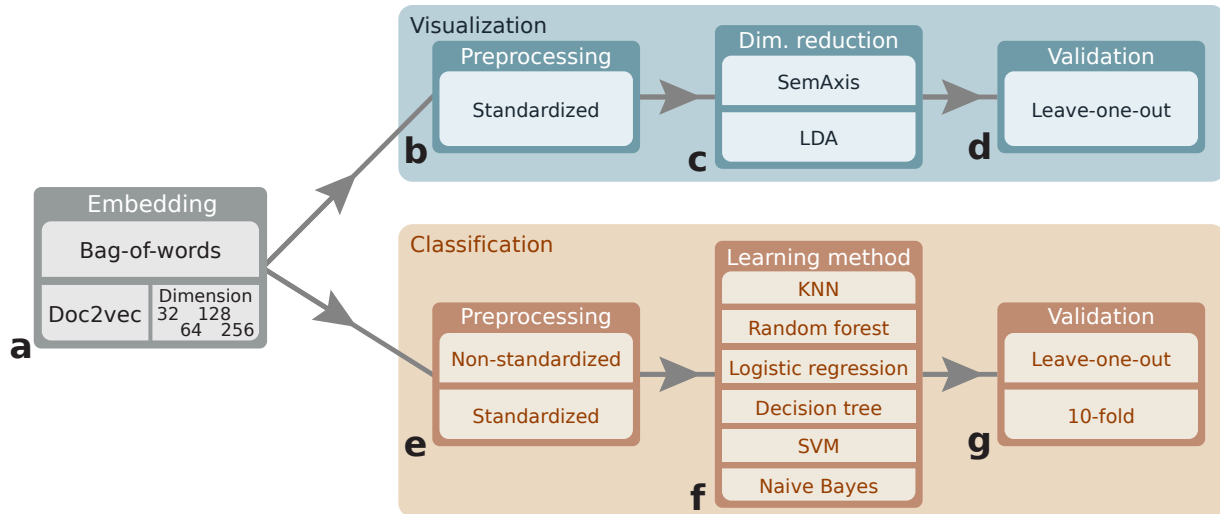 Visualization
Preprocessing
Standardized
b
Dim. reduction
SemAxis
LDA
c
Validation
Leave-one-out
d
Embedding
Bag-of-words
Doc2vec
Dimension
32 128
64 256
a
Classification
Preprocessing
Non-standardized
Standardized
e
Learning method
KNN
Random forest
Logistic regression
Decision tree
SVM
Naive Bayes
f
Validation
Leave-one-out
10-fold
g